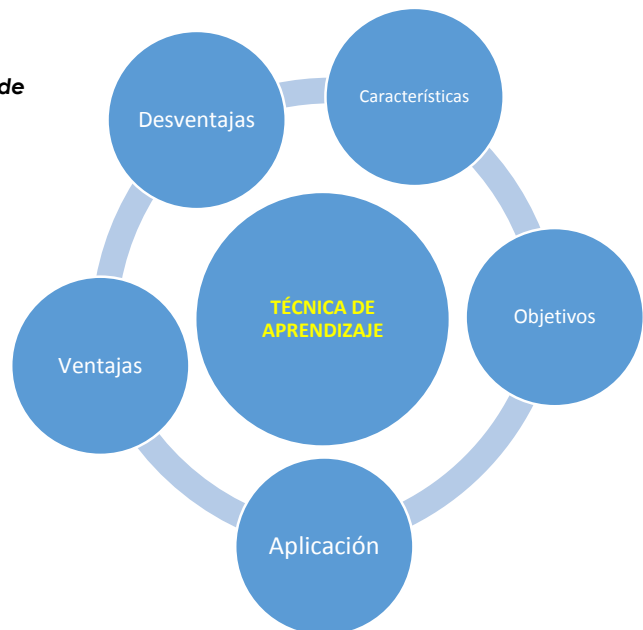 de
Desventajas
Características
TÉCNICA DE
APRENDIZAJE
Objetivos
Ventajas
Aplicación